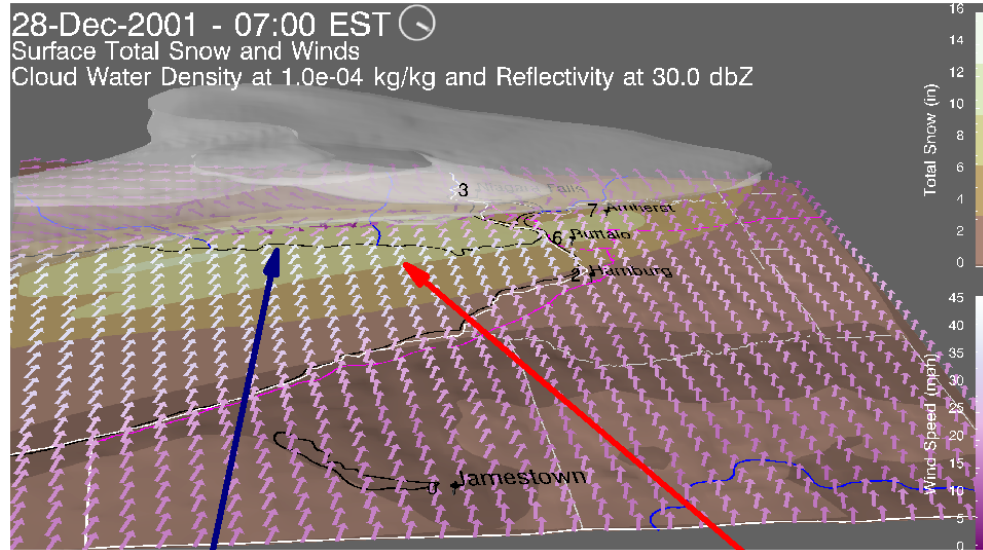 28-Dec-2001 - 07:00 EST
Surface Total Snow and Winds
Cloud Water Density at 1.0e-04 kg/kg and Reflectivity at 30.0 dbZ
3 Niagara Falls
7 Amherst
6 Buffalo
2 Hamburg
0 Jamestown
Total Snow (in)
16
14
12
10
8
6
4
2
0
Wind Speed (mph)
45
40
35
30
25
20
15
10
5
0